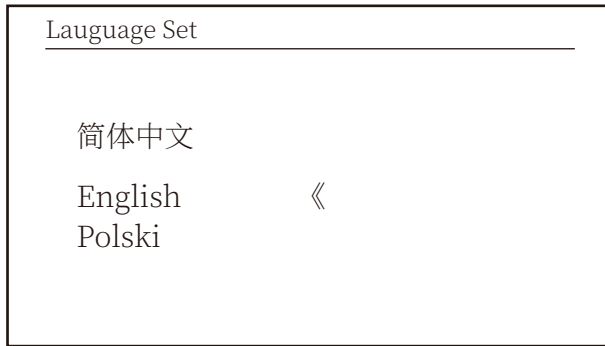 Lauguage Set
简体中文
English 《
Polski